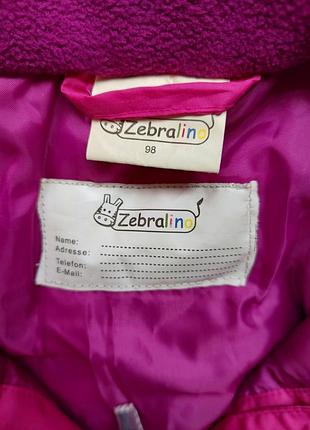 Zebralino
98
Zebralino
Name:
Adresse:
Telefon:
E-Mail: